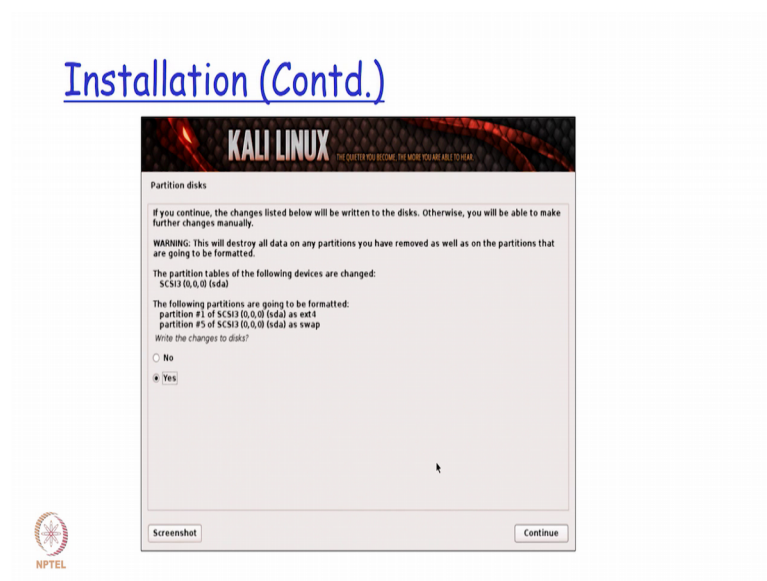 Installation (Contd.)
KALI LINUX
THE QUIETER YOU BECOME, THE MORE YOU ARE ABLE TO HEAR.
Partition disks
If you continue, the changes listed below will be written to the disks. Otherwise, you will be able to make
further changes manually.
WARNING: This will destroy all data on any partitions you have removed as well as on the partitions that
are going to be formatted.
The partition tables of the following devices are changed:
SCSI3 (0,0,0) (sda)
The following partitions are going to be formatted:
partition #1 of SCSI3 (0,0,0) (sda) as ext4
partition #5 of SCSI3 (0,0,0) (sda) as swap
Write the changes to disks?
No
Yes
Screenshot
Continue
NPTEL